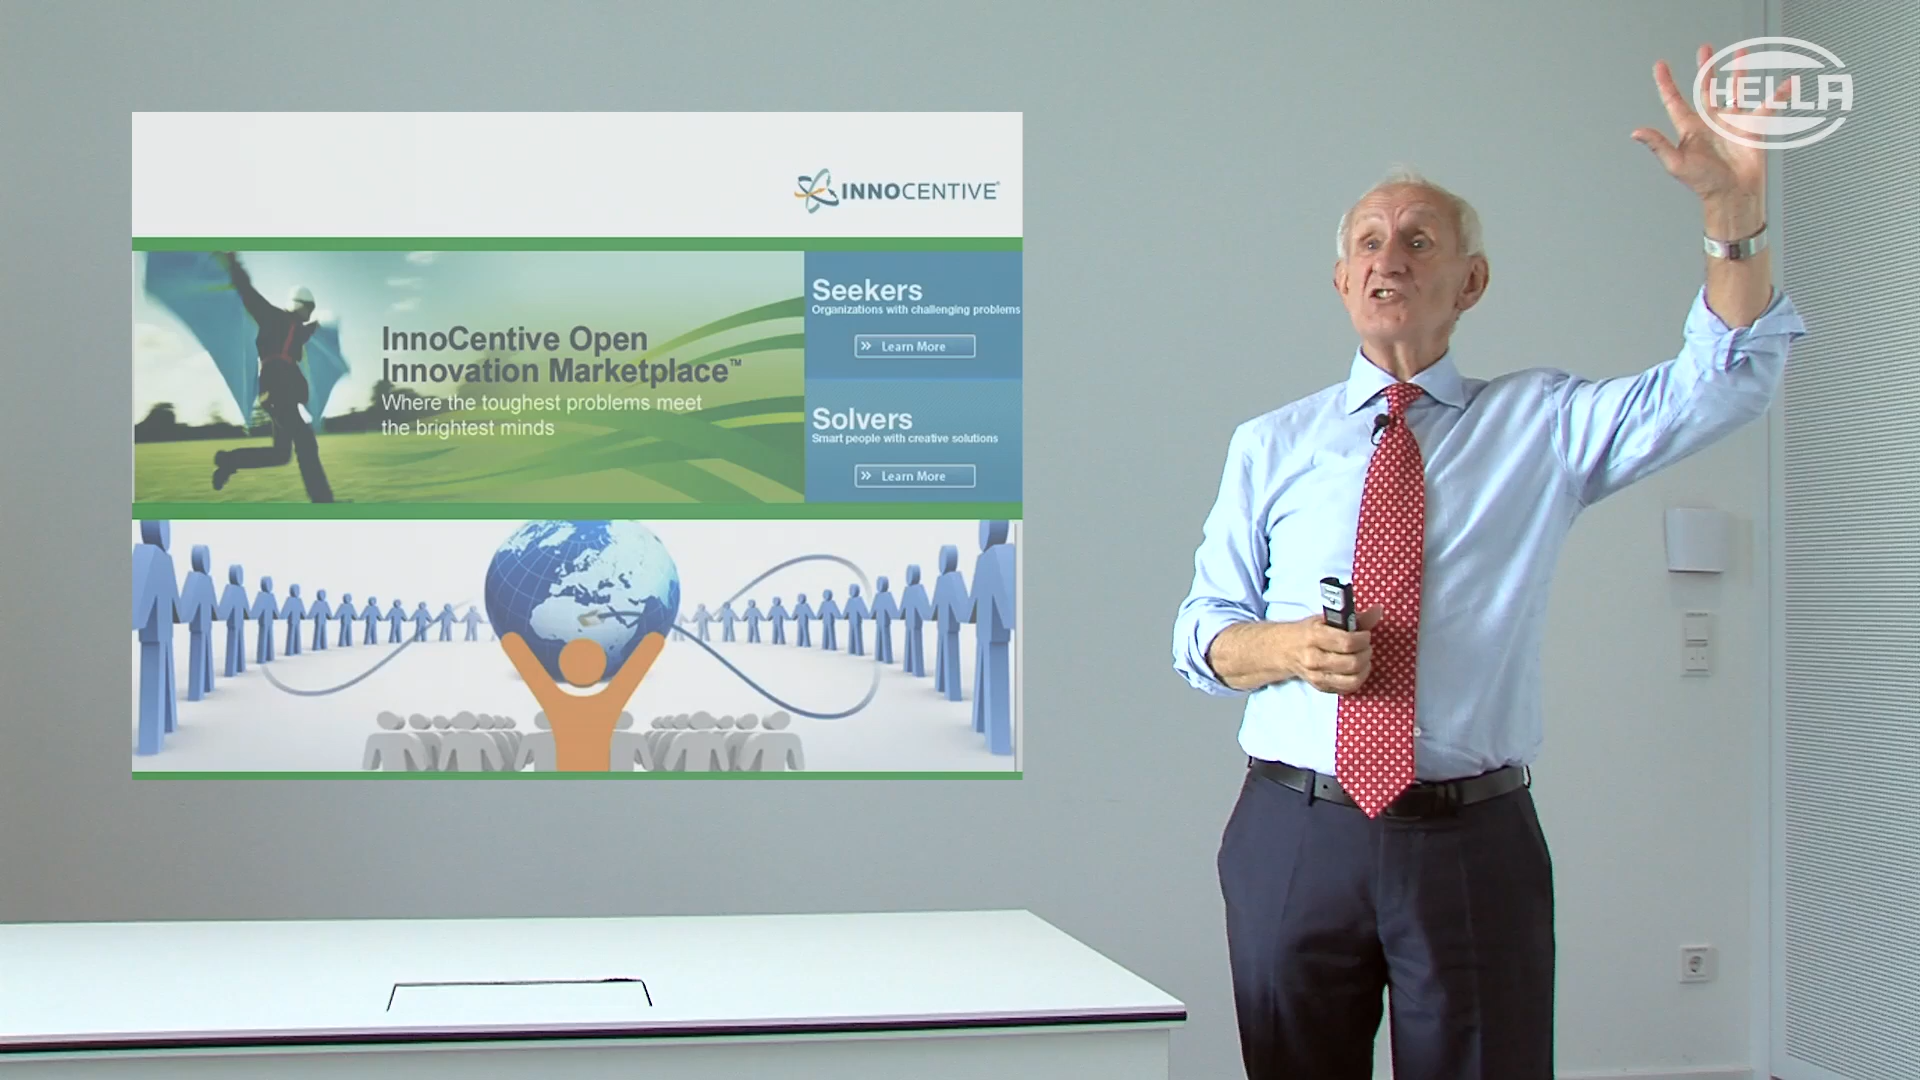 HELLA
INNOCENTIVE®
InnoCentive Open
Innovation Marketplace™
Where the toughest problems meet
the brightest minds
Seekers
Organizations with challenging problems
» Learn More
Solvers
Smart people with creative solutions
» Learn More